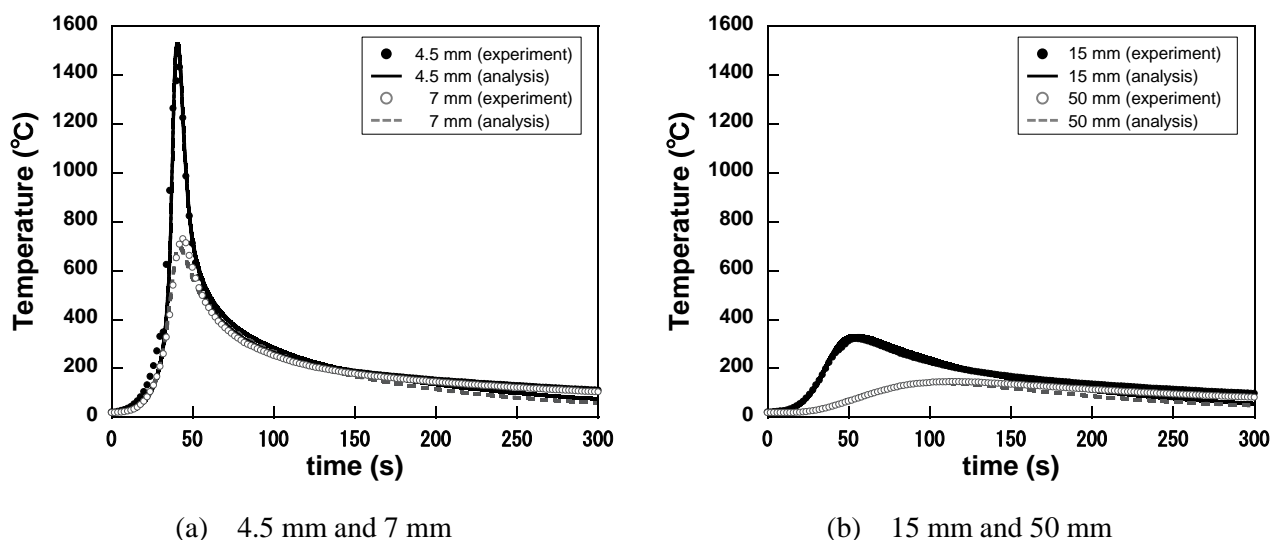 1600
1400
1200
1000
800
600
400
200
0
Temperature (℃)
4.5 mm (experiment)
4.5 mm (analysis)
7 mm (experiment)
7 mm (analysis)
0 50 100 150 200 250 300
time (s)
(a) 4.5 mm and 7 mm
1600
1400
1200
1000
800
600
400
200
0
Temperature (℃)
15 mm (experiment)
15 mm (analysis)
50 mm (experiment)
50 mm (analysis)
0 50 100 150 200 250 300
time (s)
(b) 15 mm and 50 mm